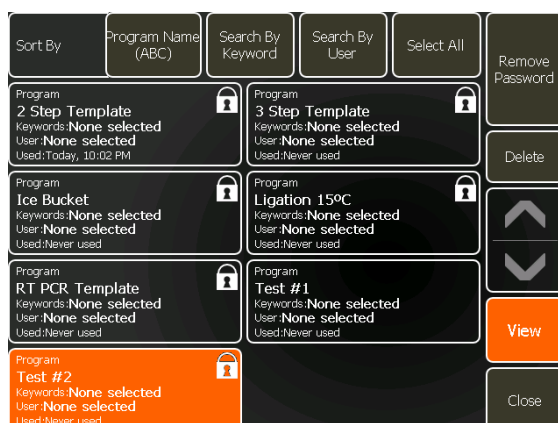 Sort By
Program Name
(ABC)
Search By
Keyword
Search By
User
Select All
Remove
Password
Program
2 Step Template
Keywords:None selected
User:None selected
Used:Today, 10:02 PM
Program
3 Step Template
Keywords:None selected
User:None selected
Used:Never used
Delete
Program
Ice Bucket
Keywords:None selected
User:None selected
Used:Never used
Program
Ligation 15ºC
Keywords:None selected
User:None selected
Used:Never used
Program
RT PCR Template
Keywords:None selected
User:None selected
Used:Never used
Program
Test #1
Keywords:None selected
User:None selected
Used:Never used
View
Program
Test #2
Keywords:None selected
User:None selected
Used:Never used
Close